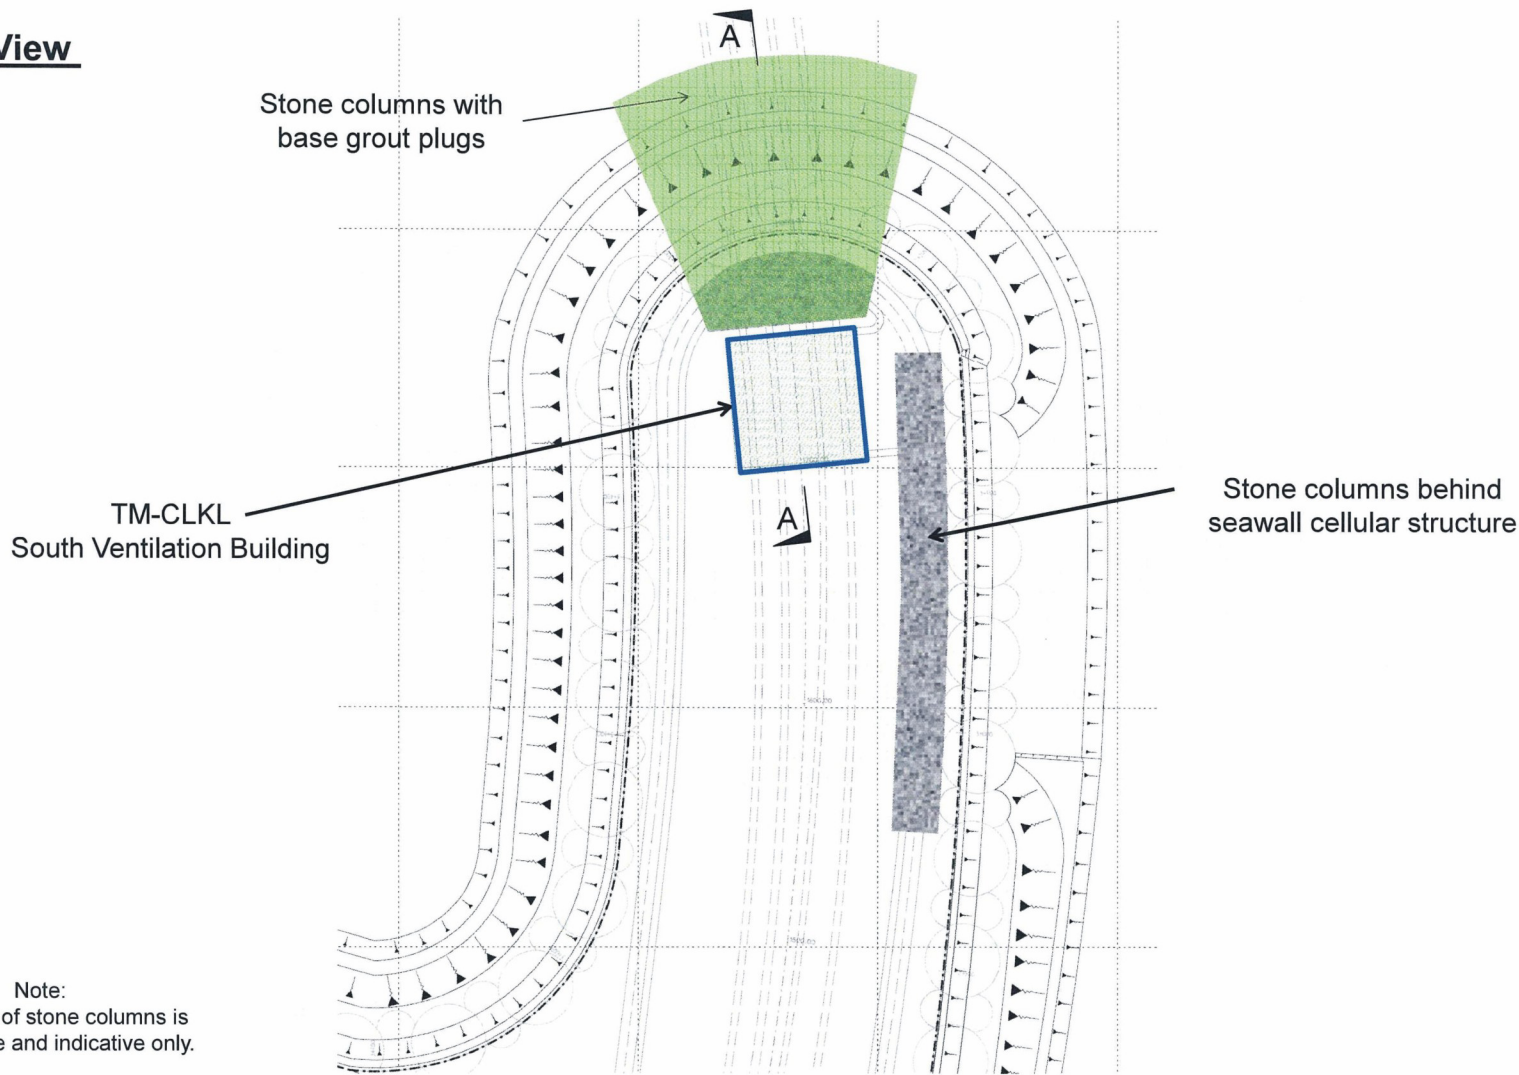 View
A
Stone columns with
base grout plugs
TM-CLKL
South Ventilation Building
A
Stone columns behind
seawall cellular structure
Note:
of stone columns is
and indicative only.